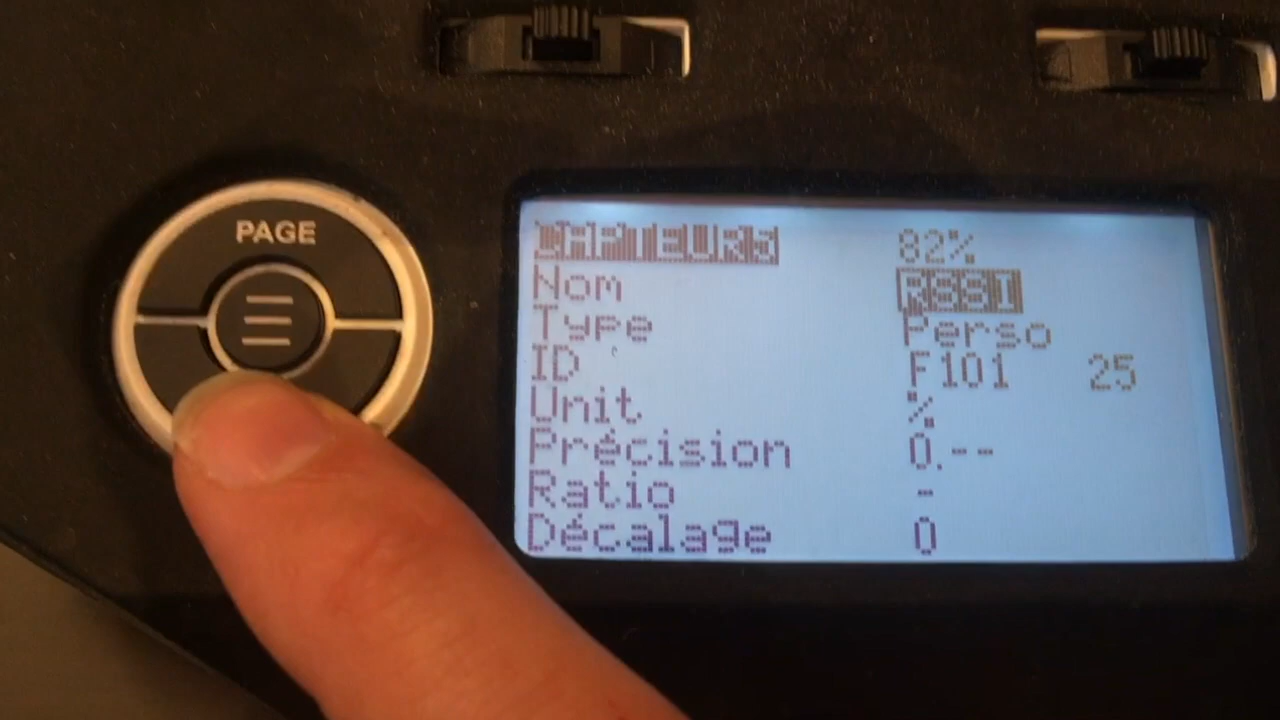 PAGE
82%
Nom
Type Perso
ID F101 25
Unit %
Précision 0.--
Ratio -
Décalage 0